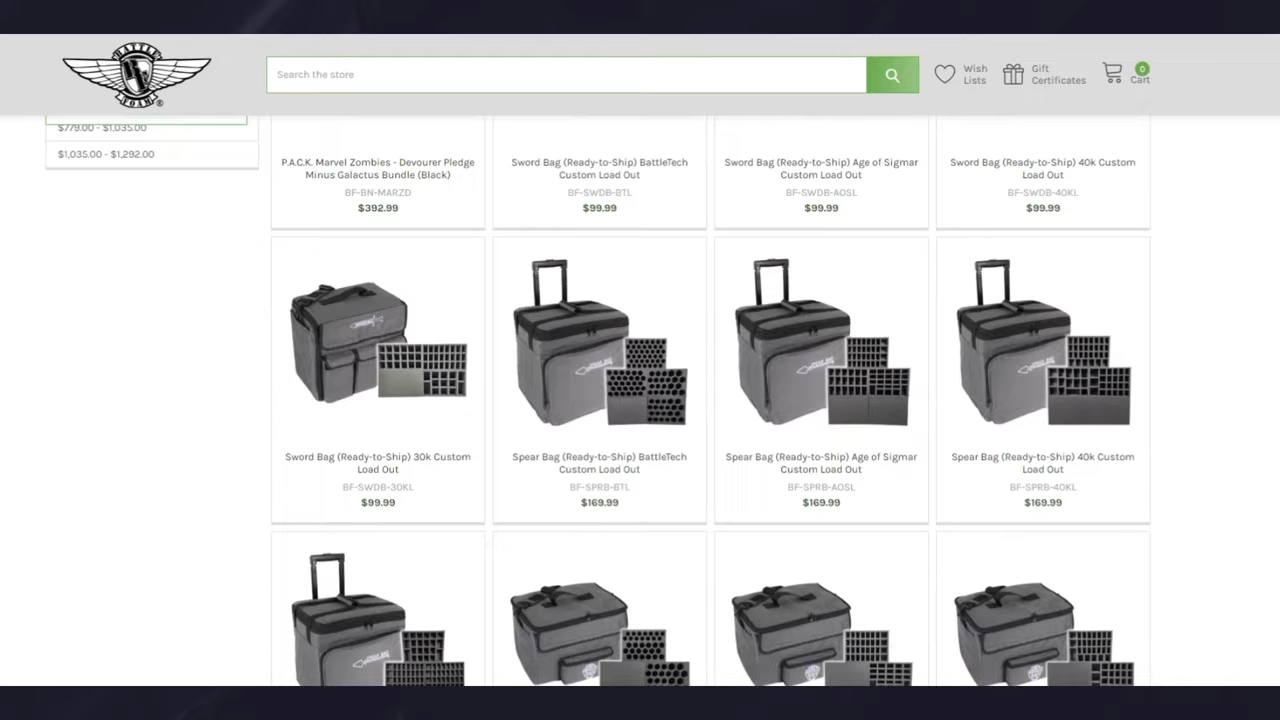 BATTLE
FOAM
Search the store
Wish
Lists
Gift
Certificates
0
Cart
$779.00 - $1,035.00
$1,035.00 - $1,292.00
P.A.C.K. Marvel Zombies - Devourer Pledge
Minus Galactus Bundle (Black)
BF-BN-MARZD
$392.99
Sword Bag (Ready-to-Ship) BattleTech
Custom Load Out
BF-SWDB-BTL
$99.99
Sword Bag (Ready-to-Ship) Age of Sigmar
Custom Load Out
BF-SWDB-AOSL
$99.99
Sword Bag (Ready-to-Ship) 40k Custom
Load Out
BF-SWDB-40KL
$99.99
Sword Bag (Ready-to-Ship) 30k Custom
Load Out
BF-SWDB-30KL
$99.99
Spear Bag (Ready-to-Ship) BattleTech
Custom Load Out
BF-SPRB-BTL
$169.99
Spear Bag (Ready-to-Ship) Age of Sigmar
Custom Load Out
BF-SPRB-AOSL
$169.99
Spear Bag (Ready-to-Ship) 40k Custom
Load Out
BF-SPRB-40KL
$169.99